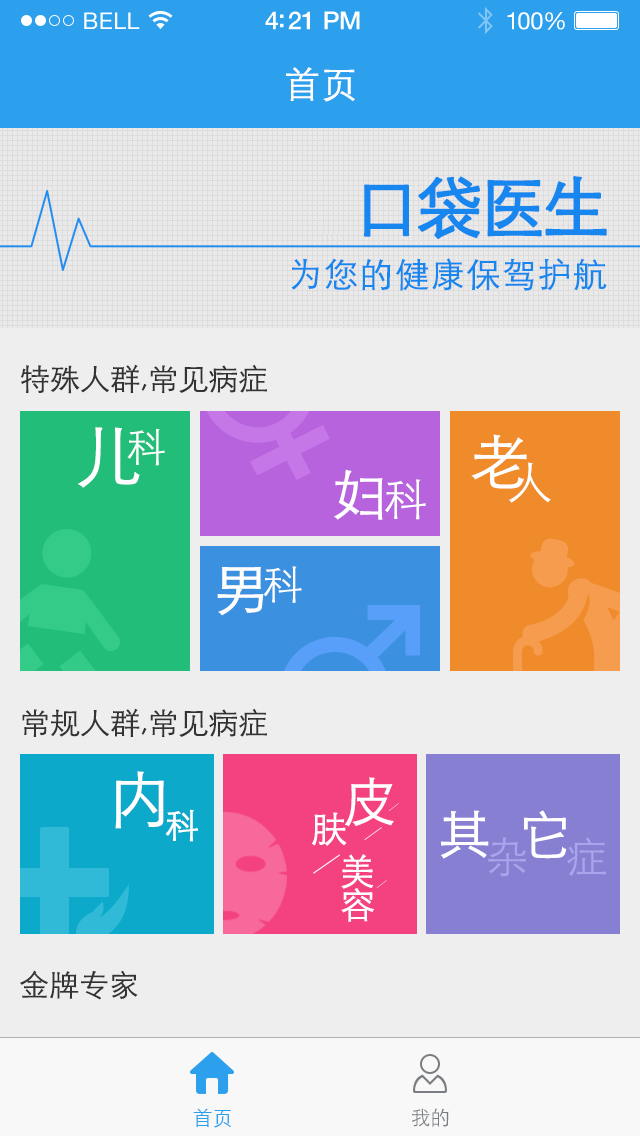 BELL 4:21 PM 100%
首页
口袋医生
为您的健康保驾护航
特殊人群,常见病症
儿科
妇科
男科
老人
常规人群,常见病症
内科
皮肤
美容
其它
杂症
金牌专家
首页
我的